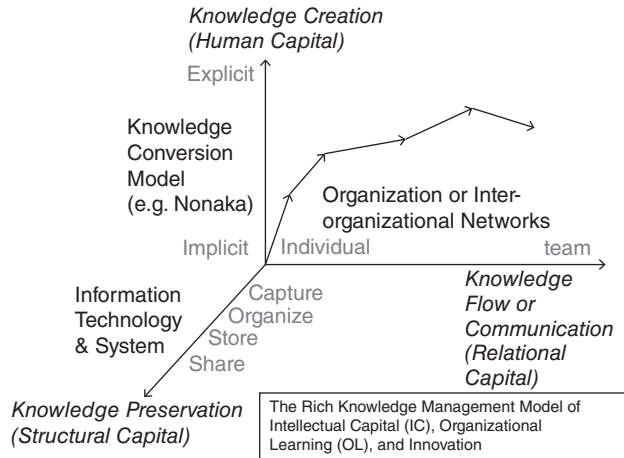 Knowledge Creation
(Human Capital)
Explicit
Knowledge
Conversion
Model
(e.g. Nonaka)
Organization or Inter-
organizational Networks
Implicit
Individual
team
Knowledge
Flow or
Communication
(Relational
Capital)
Information
Technology
& System
Capture
Organize
Store
Share
Knowledge Preservation
(Structural Capital)
The Rich Knowledge Management Model of
Intellectual Capital (IC), Organizational
Learning (OL), and Innovation